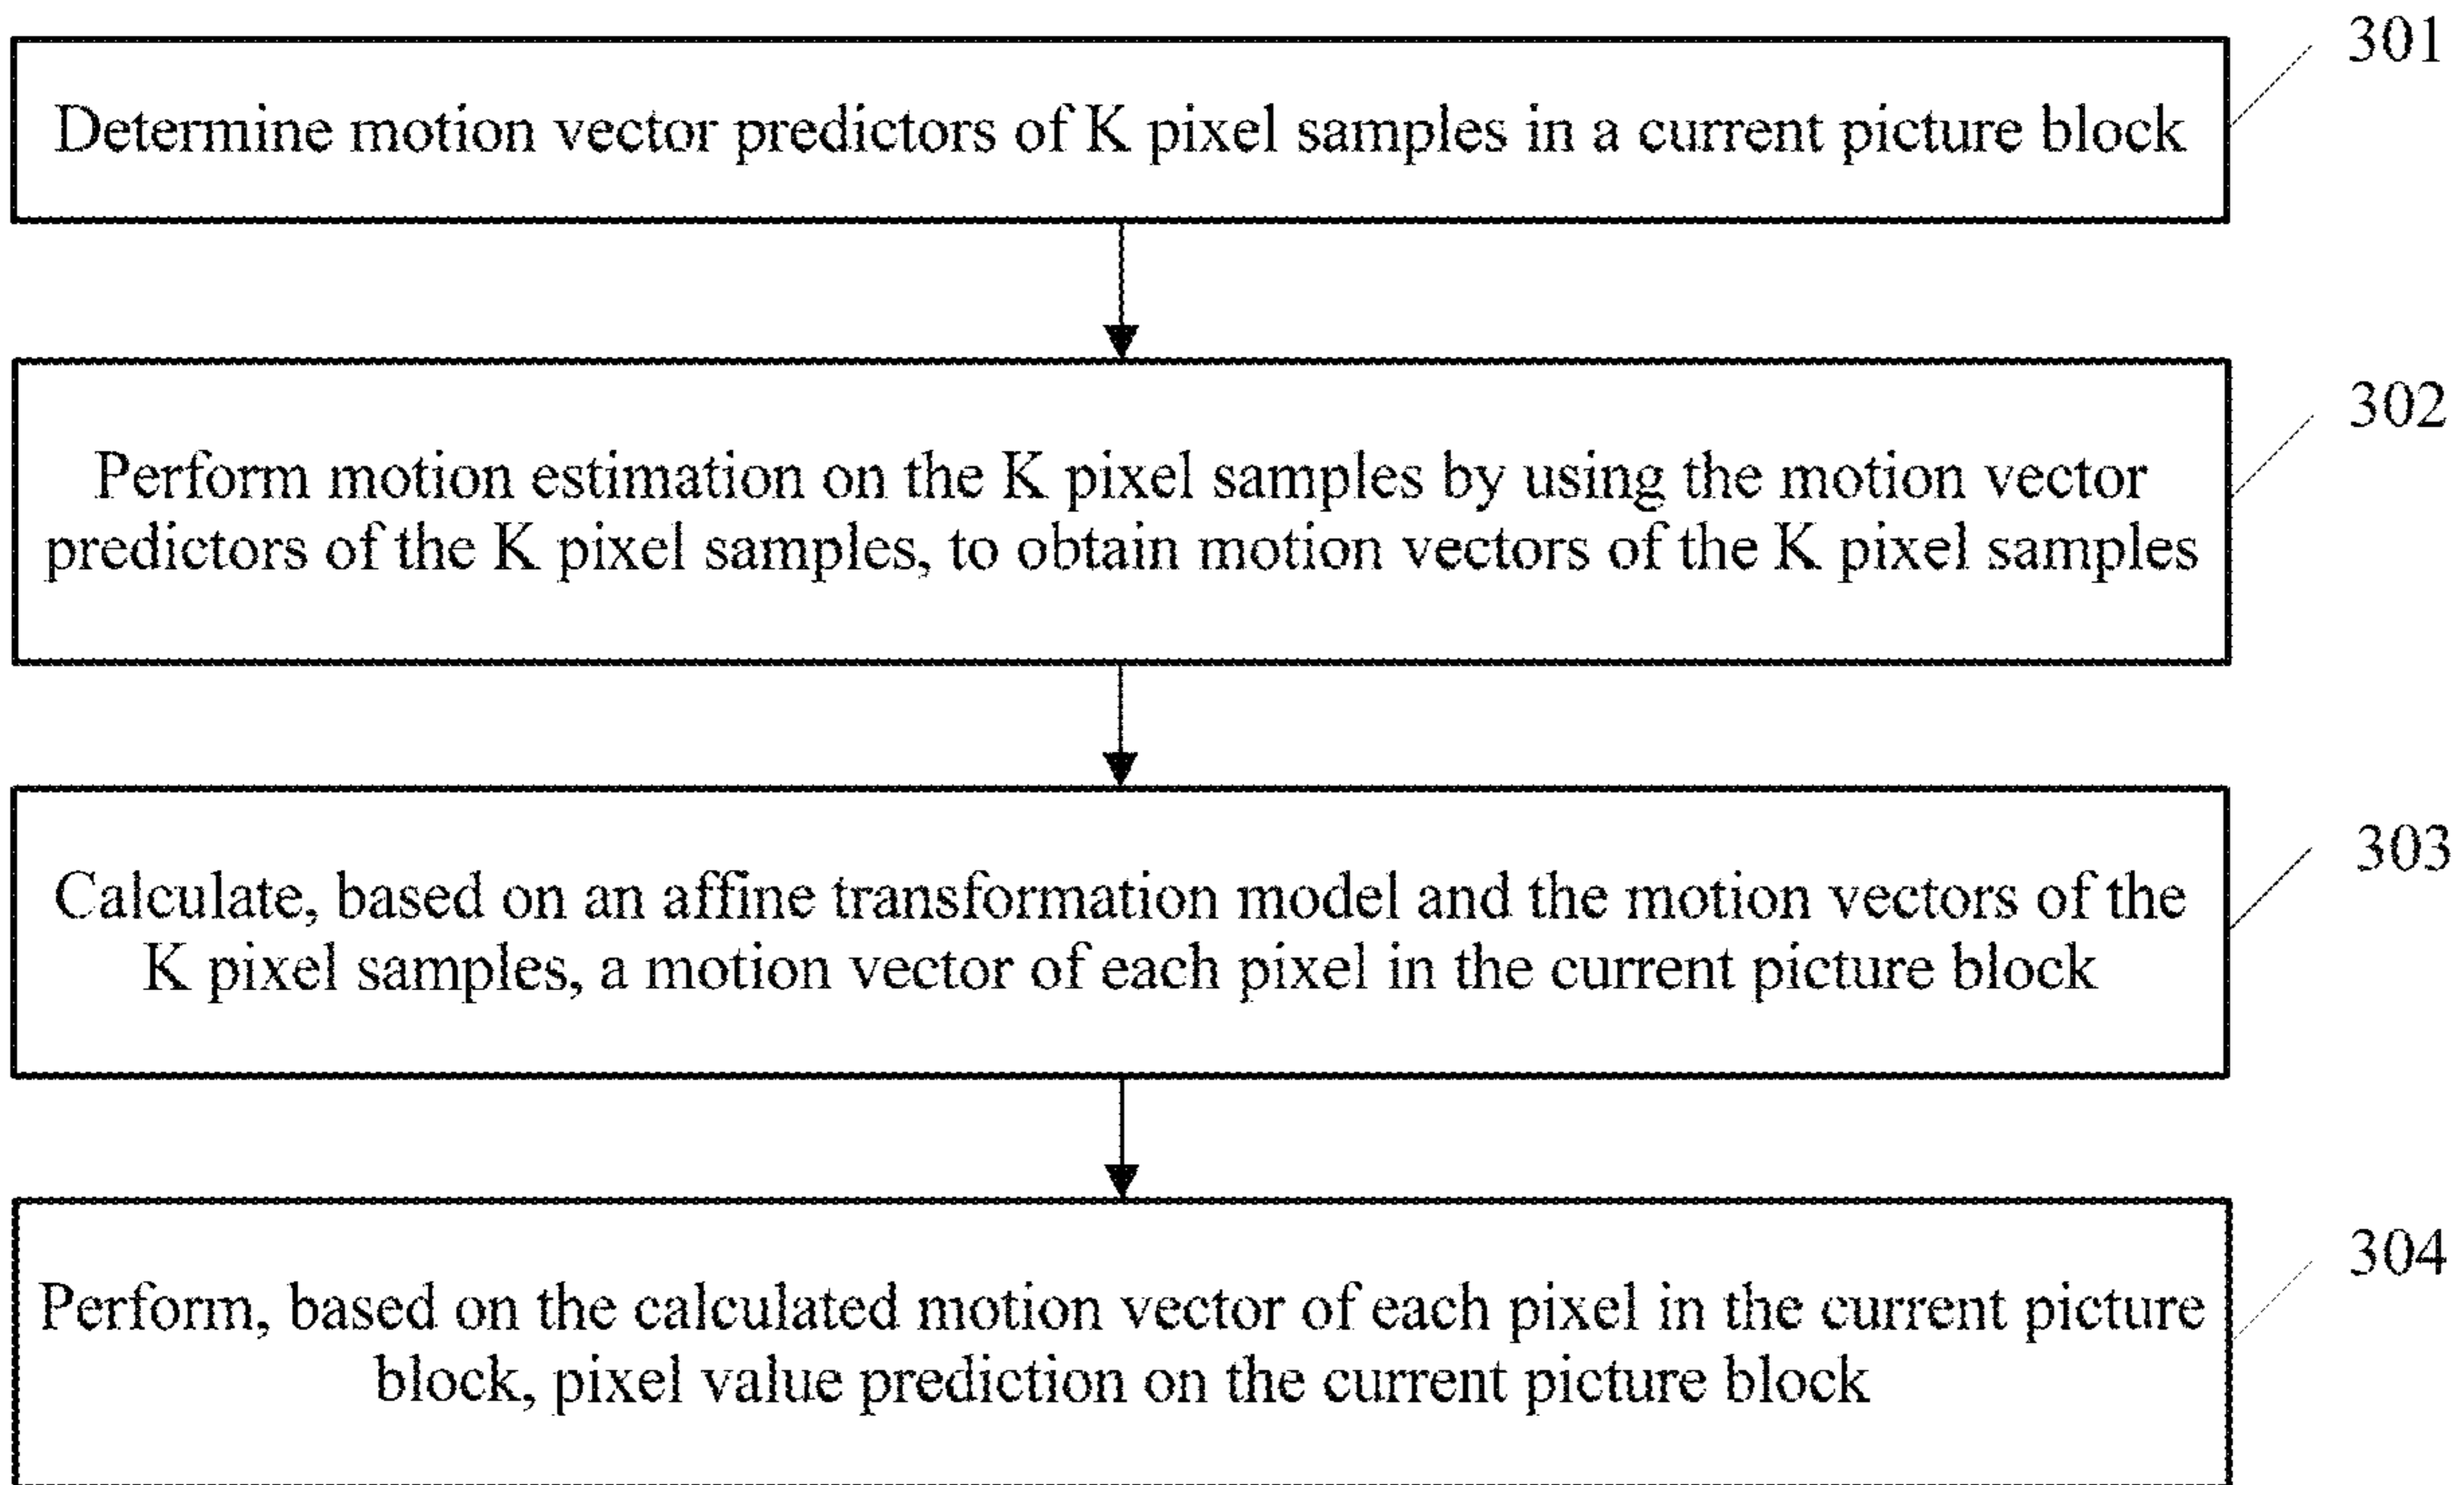 301
Determine motion vector predictors of K pixel samples in a current picture block
302
Perform motion estimation on the K pixel samples by using the motion vector
predictors of the K pixel samples, to obtain motion vectors of the K pixel samples
303
Calculate, based on an affine transformation model and the motion vectors of the
K pixel samples, a motion vector of each pixel in the current picture block
304
Perform, based on the calculated motion vector of each pixel in the current picture
block, pixel value prediction on the current picture block